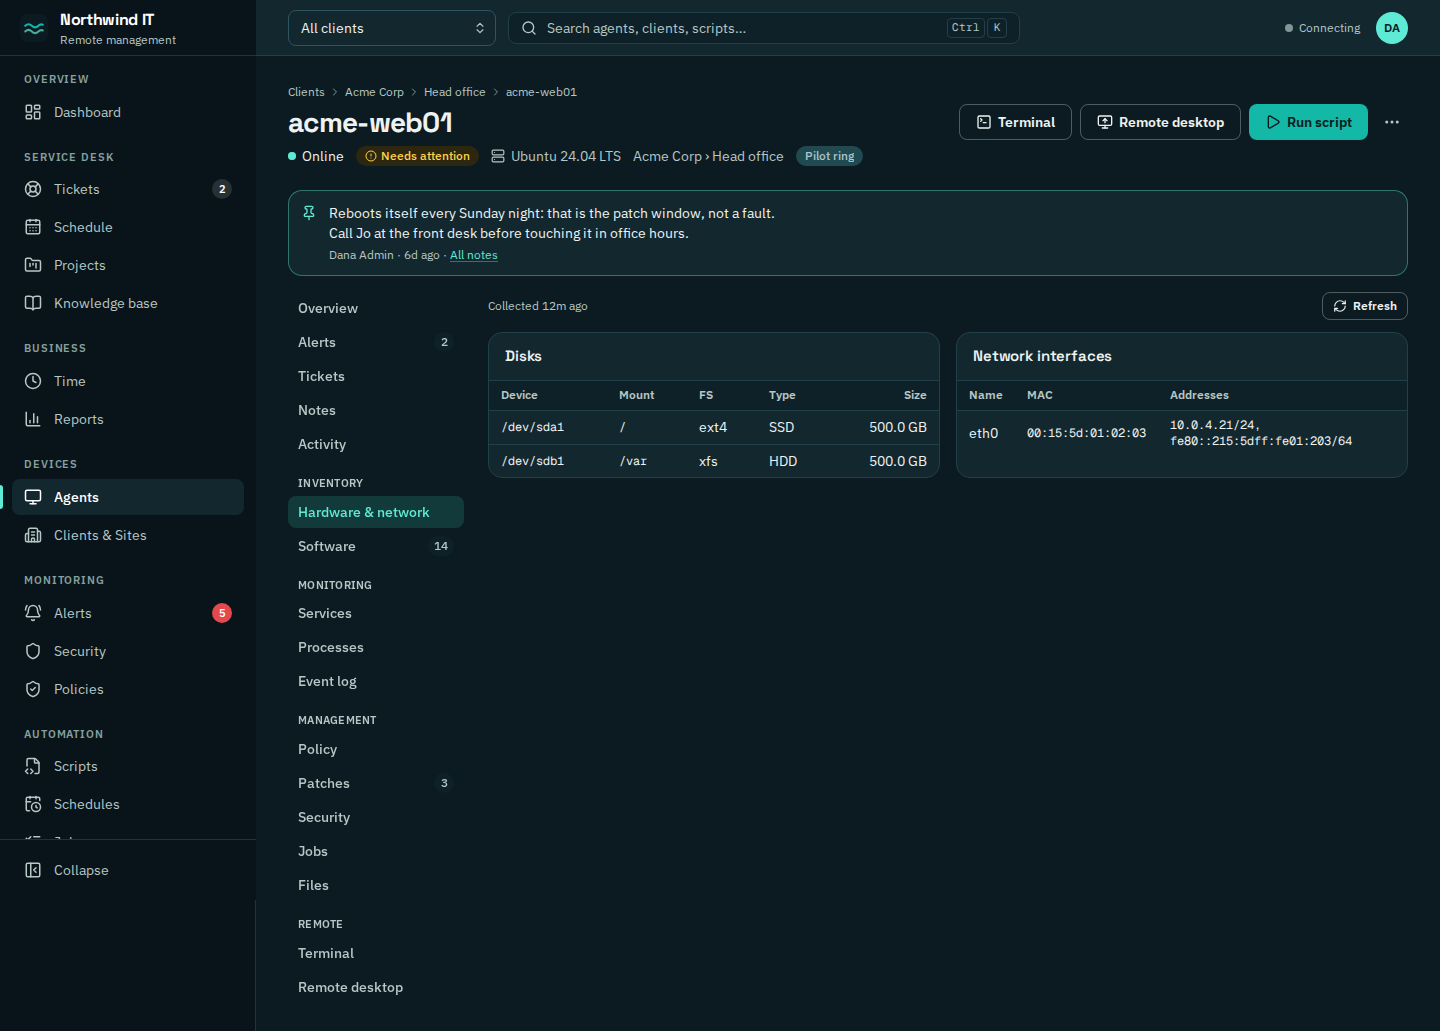 Northwind IT
Remote management
All clients
Search agents, clients, scripts...
Ctrl K
Connecting
DA
OVERVIEW
Dashboard
SERVICE DESK
Tickets 2
Schedule
Projects
Knowledge base
BUSINESS
Time
Reports
DEVICES
Agents
Clients & Sites
MONITORING
Alerts 5
Security
Policies
AUTOMATION
Scripts
Schedules
Collapse
Clients > Acme Corp > Head office > acme-web01
acme-web01
Terminal
Remote desktop
Run script
Online
Needs attention
Ubuntu 24.04 LTS
Acme Corp › Head office
Pilot ring
Reboots itself every Sunday night: that is the patch window, not a fault.
Call Jo at the front desk before touching it in office hours.
Dana Admin · 6d ago · All notes
Overview
Alerts 2
Tickets
Notes
Activity
INVENTORY
Hardware & network
Software 14
MONITORING
Services
Processes
Event log
MANAGEMENT
Policy
Patches 3
Security
Jobs
Files
REMOTE
Terminal
Remote desktop
Collected 12m ago
Refresh
Disks
Device Mount FS Type Size
/dev/sda1 / ext4 SSD 500.0 GB
/dev/sdb1 /var xfs HDD 500.0 GB
Network interfaces
Name MAC Addresses
eth0 00:15:5d:01:02:03 10.0.4.21/24,
fe80::215:5dff:fe01:203/64